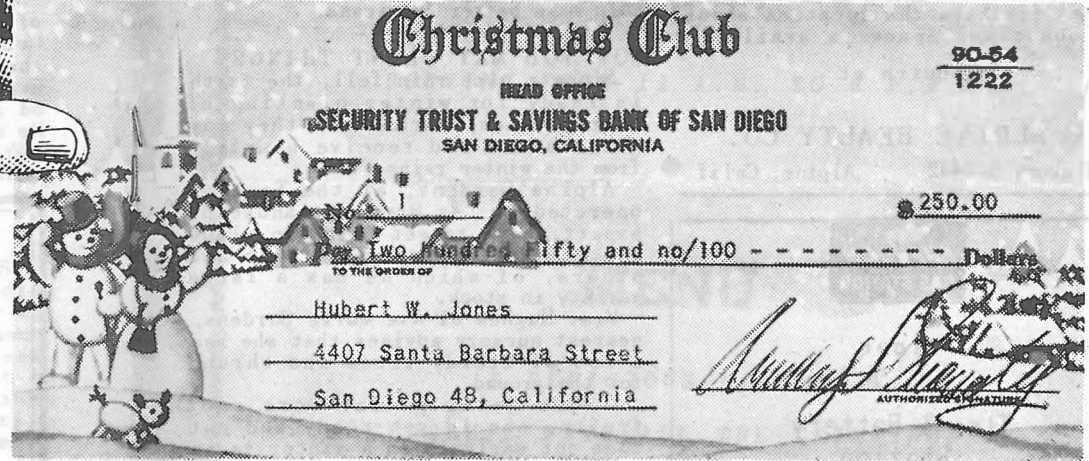 Christmas Club
90-54
1222
HEAD OFFICE
SECURITY TRUST & SAVINGS BANK OF SAN DIEGO
SAN DIEGO, CALIFORNIA
No. 1
$ 250.00
Pay Two Hundred Fifty and no/100 - - - - - - - - - - - - Dollars
TO THE ORDER OF
Hubert W. Jones
4407 Santa Barbara Street
San Diego 48, California
AUTHORIZED SIGNATURE